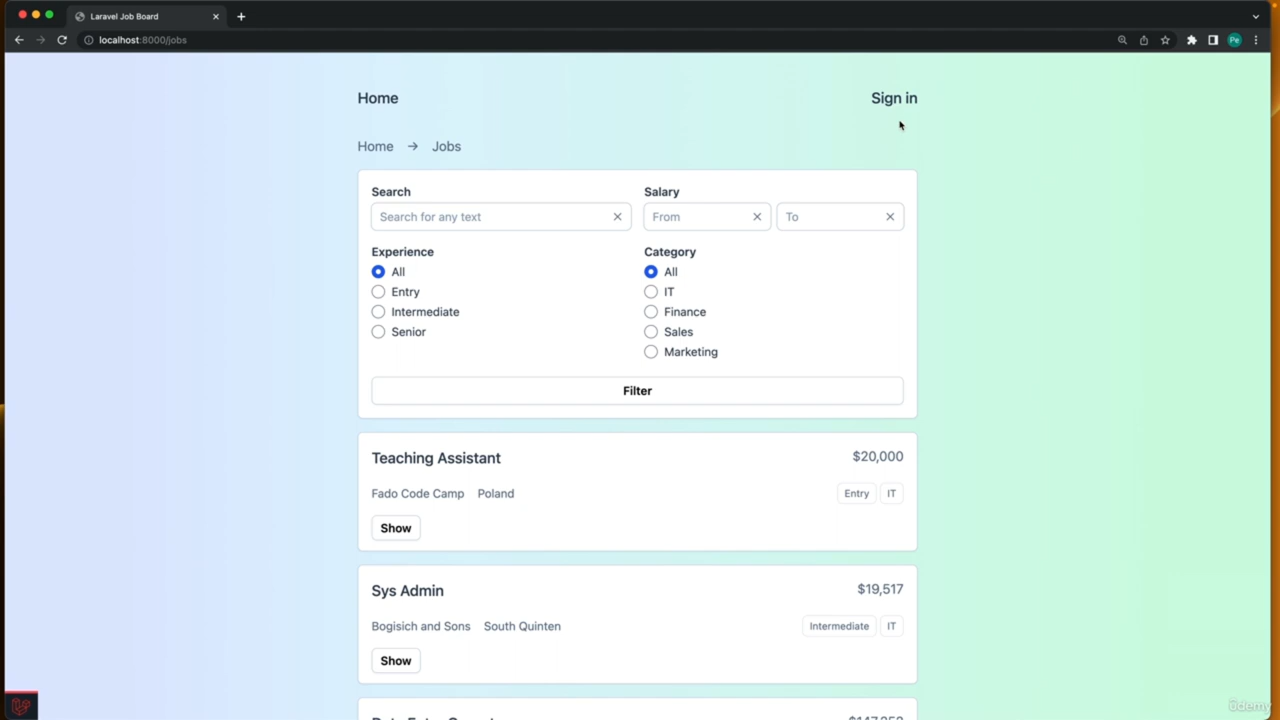 Laravel Job Board
localhost:8000/jobs
Pe
Home Sign in
Home → Jobs
Search Salary
Search for any text From To
Experience Category
All All
Entry IT
Intermediate Finance
Senior Sales
Marketing
Filter
Teaching Assistant $20,000
Fado Code Camp Poland Entry IT
Show
Sys Admin $19,517
Bogisich and Sons South Quinten Intermediate IT
Show
udemy